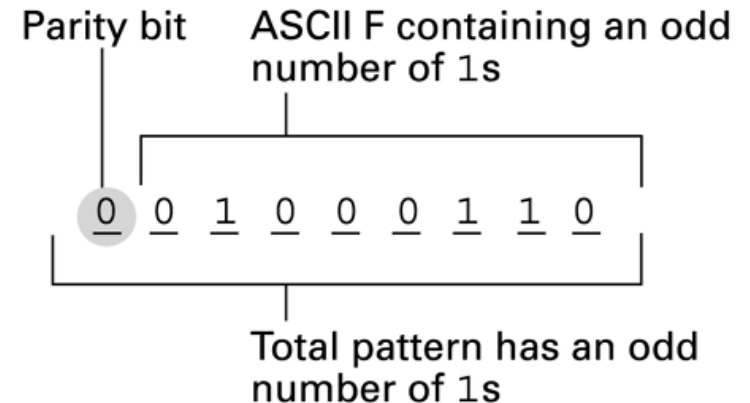 Parity bit
ASCII F containing an odd
number of 1s
0 0 1 0 0 0 1 1 0
Total pattern has an odd
number of 1s